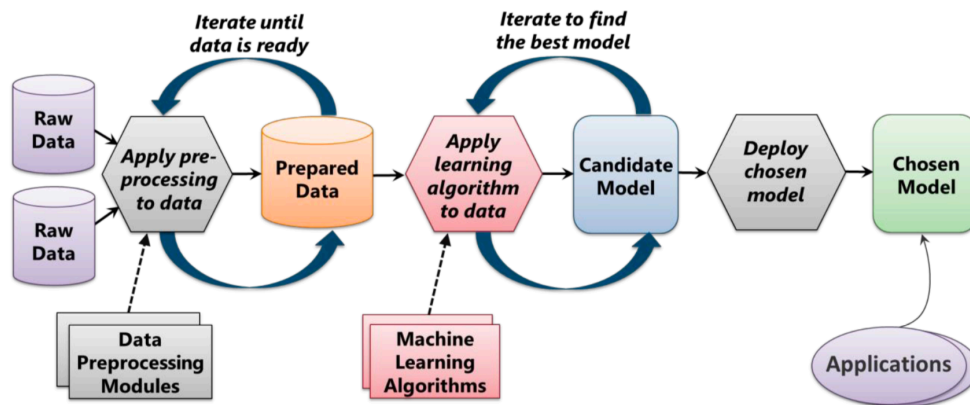 Iterate until
data is ready
Iterate to find
the best model
Raw
Data
Raw
Data
Apply pre-
processing
to data
Prepared
Data
Apply
learning
algorithm
to data
Candidate
Model
Deploy
chosen
model
Chosen
Model
Data
Preprocessing
Modules
Machine
Learning
Algorithms
Applications